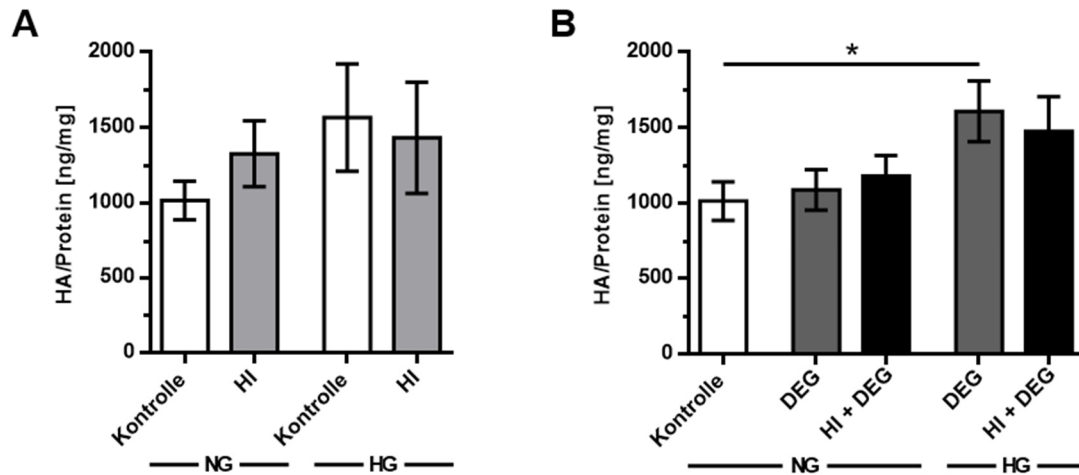 A
HA/Protein [ng/mg]
2000
1500
1000
500
0
Kontrolle
HI
Kontrolle
HI
NG
HG
B
HA/Protein [ng/mg]
2000
1500
1000
500
0
*
Kontrolle
DEG
HI + DEG
DEG
HI + DEG
NG
HG